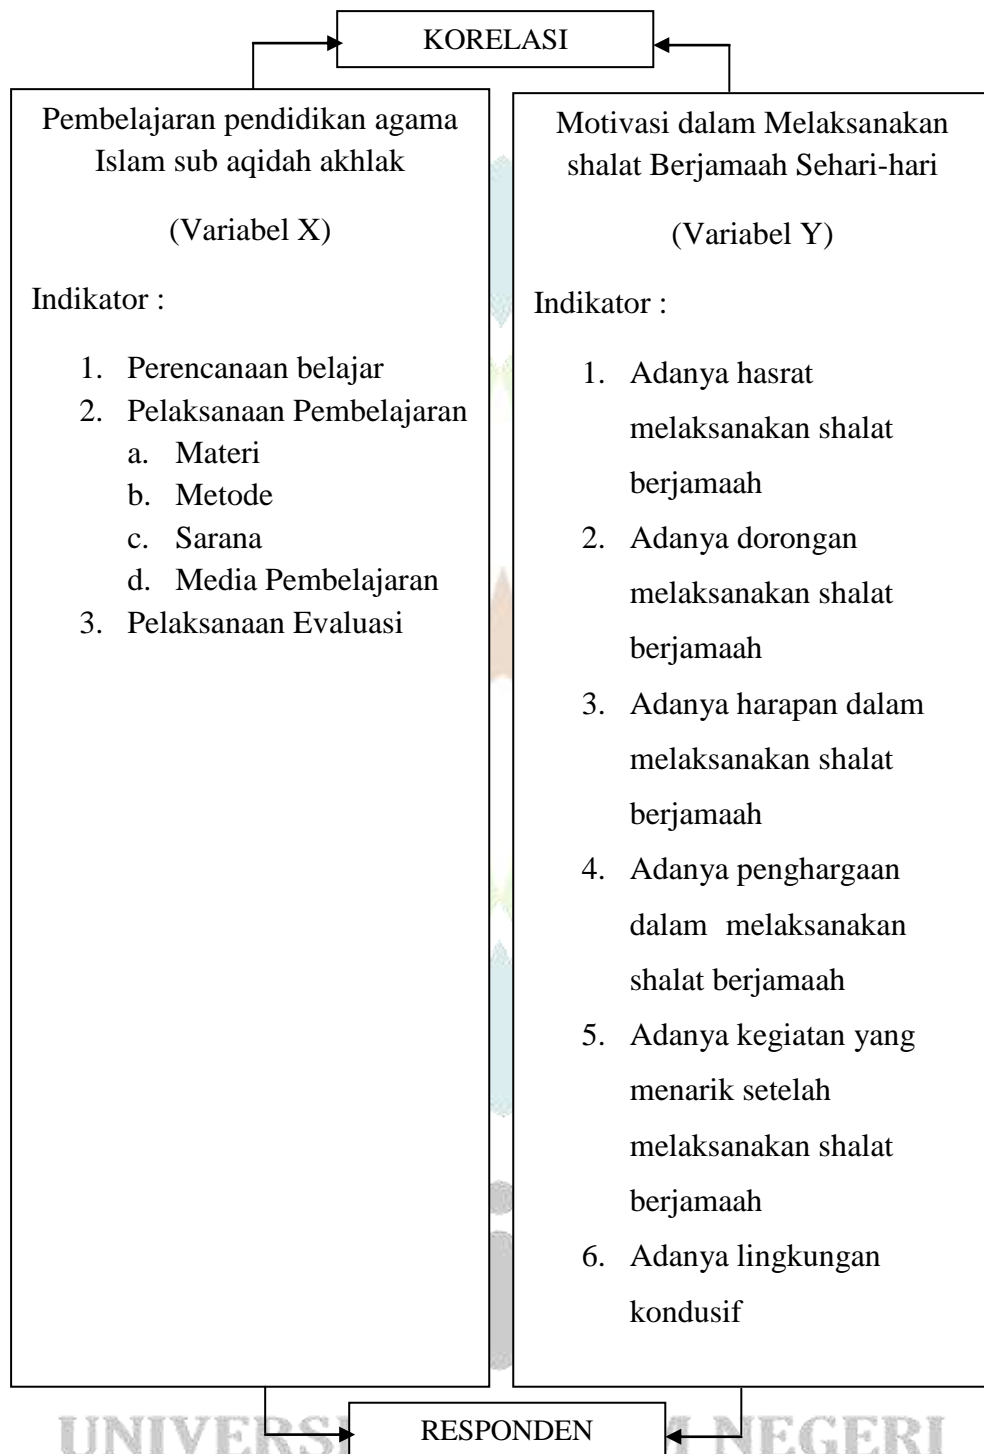 KORELASI
Pembelajaran pendidikan agama
Islam sub aqidah akhlak
(Variabel X)
Indikator :
1. Perencanaan belajar
2. Pelaksanaan Pembelajaran
a. Materi
b. Metode
c. Sarana
d. Media Pembelajaran
3. Pelaksanaan Evaluasi
Motivasi dalam Melaksanakan
shalat Berjamaah Sehari-hari
(Variabel Y)
Indikator :
1. Adanya hasrat
melaksanakan shalat
berjamaah
2. Adanya dorongan
melaksanakan shalat
berjamaah
3. Adanya harapan dalam
melaksanakan shalat
berjamaah
4. Adanya penghargaan
dalam melaksanakan
shalat berjamaah
5. Adanya kegiatan yang
menarik setelah
melaksanakan shalat
berjamaah
6. Adanya lingkungan
kondusif
RESPONDEN
NEGERI